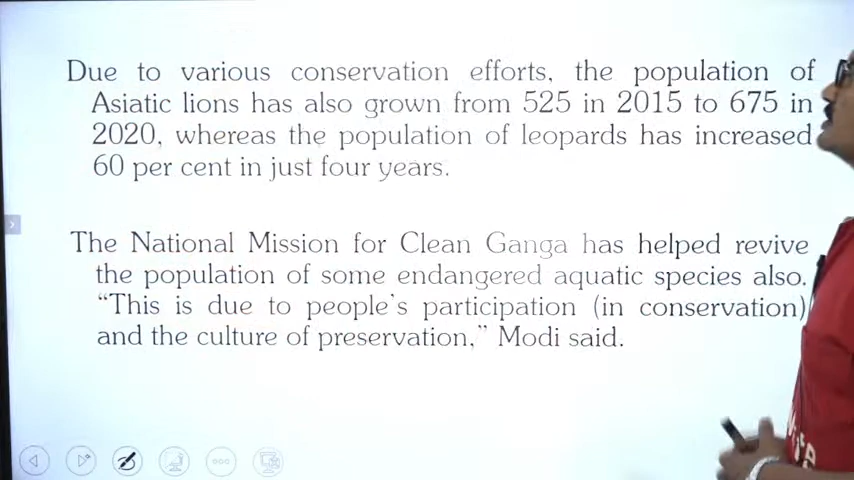 Due to various conservation efforts, the population of
Asiatic lions has also grown from 525 in 2015 to 675 in
2020, whereas the population of leopards has increased
60 per cent in just four years.
The National Mission for Clean Ganga has helped revive
the population of some endangered aquatic species also.
“This is due to people's participation (in conservation)
and the culture of preservation,” Modi said.